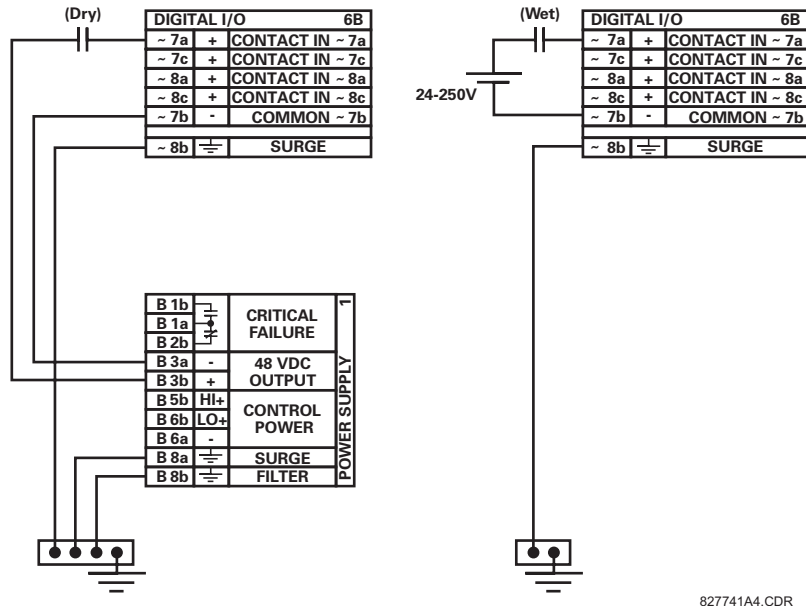 (Dry)
DIGITAL I/O 6B
~ 7a + CONTACT IN ~ 7a
~ 7c + CONTACT IN ~ 7c
~ 8a + CONTACT IN ~ 8a
~ 8c + CONTACT IN ~ 8c
~ 7b - COMMON ~ 7b
~ 8b SURGE
B 1b
B 1a
B 2b
CRITICAL
FAILURE
B 3a -
B 3b +
48 VDC
OUTPUT
B 5b HI+
B 6b LO+
B 6a -
CONTROL
POWER
B 8a SURGE
B 8b FILTER
POWER SUPPLY 1
(Wet)
24-250V
DIGITAL I/O 6B
~ 7a + CONTACT IN ~ 7a
~ 7c + CONTACT IN ~ 7c
~ 8a + CONTACT IN ~ 8a
~ 8c + CONTACT IN ~ 8c
~ 7b - COMMON ~ 7b
~ 8b SURGE
827741A4.CDR